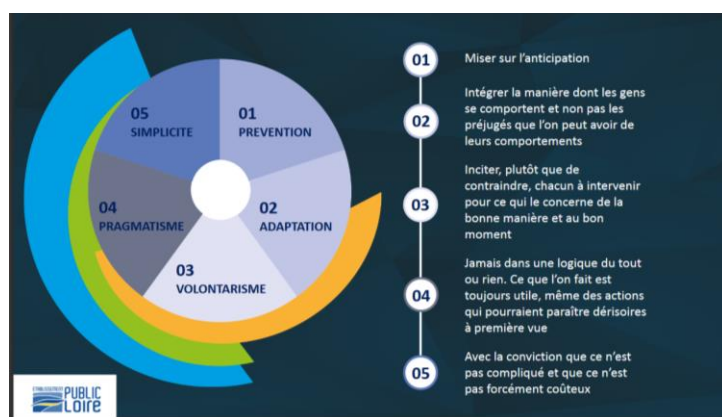 05
SIMPLICITE
01
PREVENTION
04
PRAGMATISME
02
ADAPTATION
03
VOLONTARISME
01
Miser sur l’anticipation
02
Intégrer la manière dont les gens
se comportent et non pas les
préjugés que l’on peut avoir de
leurs comportements
03
Inciter, plutôt que de
contraindre, chacun à intervenir
pour ce qui le concerne de la
bonne manière et au bon
moment
04
Jamais dans une logique du tout
ou rien. Ce que l’on fait est
toujours utile, même des actions
qui pourraient paraître dérisoires
à première vue
05
Avec la conviction que ce n’est
pas compliqué et que ce n’est
pas forcément coûteux
ETABLISSEMENT
PUBLIC
LOIRE